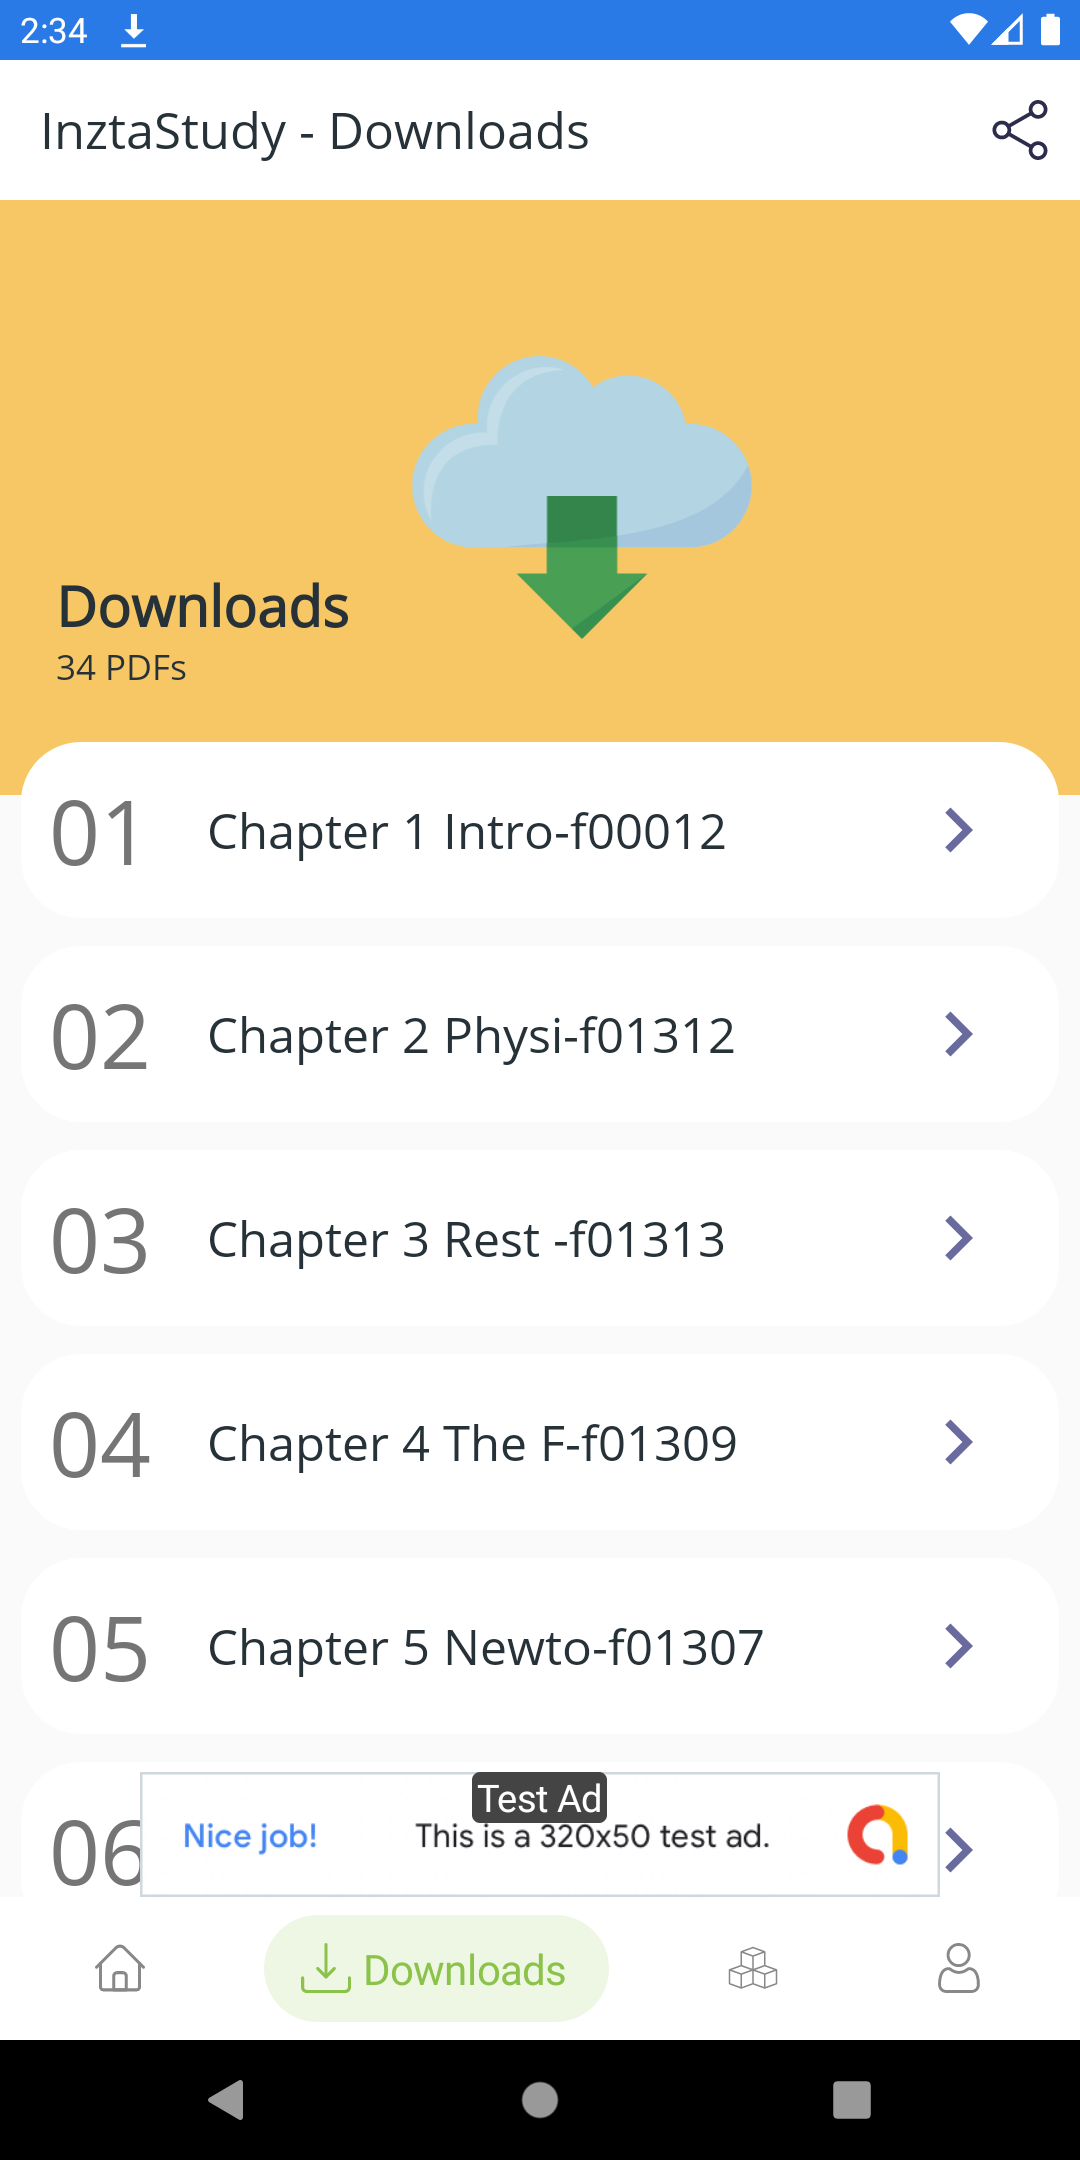 2:34
InztaStudy - Downloads
Downloads
34 PDFs
01 Chapter 1 Intro-f00012
02 Chapter 2 Physi-f01312
03 Chapter 3 Rest -f01313
04 Chapter 4 The F-f01309
05 Chapter 5 Newto-f01307
06
Test Ad
Nice job! This is a 320x50 test ad.
Downloads